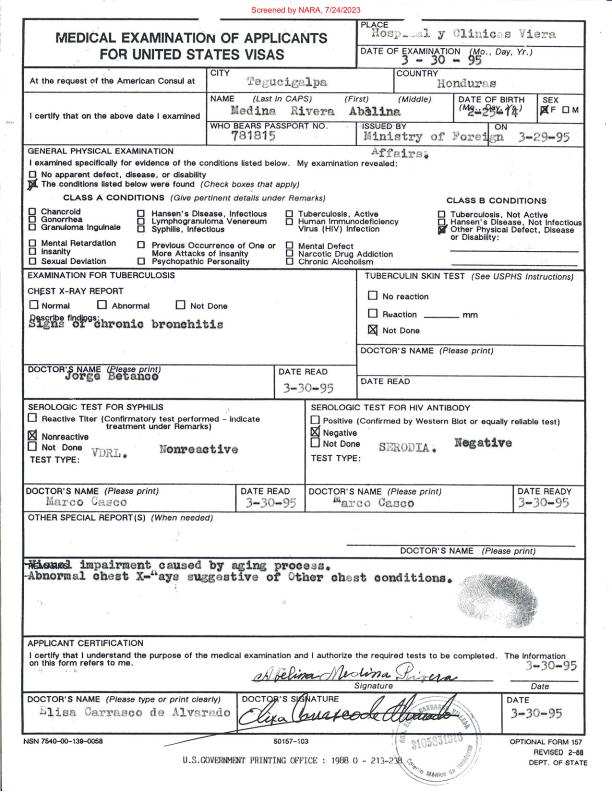 Screened by NARA, 7/24/2023
MEDICAL EXAMINATION OF APPLICANTS
FOR UNITED STATES VISAS
PLACE
Hosp_al y Clinicas Viera
DATE OF EXAMINATION (Mo., Day, Yr.)
3 - 30 - 95
At the request of the American Consul at
CITY
Tegucigalpa
COUNTRY
Honduras
I certify that on the above date I examined
NAME (Last in CAPS) (First) (Middle)
Medina Rivera Abelina
DATE OF BIRTH
(Mo., Day, Yr.)
2-25-14
SEX
F M
WHO BEARS PASSPORT NO.
781815
ISSUED BY
Ministry of Foreign
Affairs.
ON
3-29-95
GENERAL PHYSICAL EXAMINATION
I examined specifically for evidence of the conditions listed below. My examination revealed:
No apparent defect, disease, or disability
The conditions listed below were found (Check boxes that apply)
CLASS A CONDITIONS (Give pertinent details under Remarks)
Chancroid
Gonorrhea
Granuloma Inguinale
Hansen's Disease, Infectious
Lymphogranuloma Venereum
Syphilis, Infectious
Tuberculosis, Active
Human Immunodeficiency
Virus (HIV) Infection
Mental Retardation
Insanity
Sexual Deviation
Previous Occurrence of One or
More Attacks of Insanity
Psychopathic Personality
Mental Defect
Narcotic Drug Addiction
Chronic Alcoholism
CLASS B CONDITIONS
Tuberculosis, Not Active
Hansen's Disease, Not Infectious
Other Physical Defect, Disease
or Disability:
EXAMINATION FOR TUBERCULOSIS
CHEST X-RAY REPORT
Normal Abnormal Not Done
Describe findings:
Signs of chronic bronchitis
DOCTOR'S NAME (Please print)
Jorge Betanco
DATE READ
3-30-95
TUBERCULIN SKIN TEST (See USPHS Instructions)
No reaction
Reaction mm
Not Done
DOCTOR'S NAME (Please print)
DATE READ
SEROLOGIC TEST FOR SYPHILIS
Reactive Titer (Confirmatory test performed - indicate
treatment under Remarks)
Nonreactive
Not Done
TEST TYPE:
VDRL. Nonreactive
SEROLOGIC TEST FOR HIV ANTIBODY
Positive (Confirmed by Western Blot or equally reliable test)
Negative
Not Done
TEST TYPE:
SERODIA. Negative
DOCTOR'S NAME (Please print)
Marco Casco
DATE READ
3-30-95
DOCTOR'S NAME (Please print)
Marco Casco
DATE READY
3-30-95
OTHER SPECIAL REPORT(S) (When needed)
DOCTOR'S NAME (Please print)
Visual impairment caused by aging process.
Abnormal chest X-rays suggestive of Other chest conditions.
APPLICANT CERTIFICATION
I certify that I understand the purpose of the medical examination and I authorize the required tests to be completed. The information
on this form refers to me.
Abelina Medina Rivera
3-30-95
Signature
Date
DOCTOR'S NAME (Please type or print clearly)
Elisa Carrasco de Alvarado
DOCTOR'S SIGNATURE
Elisa Carrasco de Alvarado
DATE
3-30-95
NSN 7540-00-139-0058
50157-103
OPTIONAL FORM 157
REVISED 2-88
DEPT. OF STATE
U.S.GOVERNMENT PRINTING OFFICE : 1988 O - 213-238
Colegio Médico de Honduras